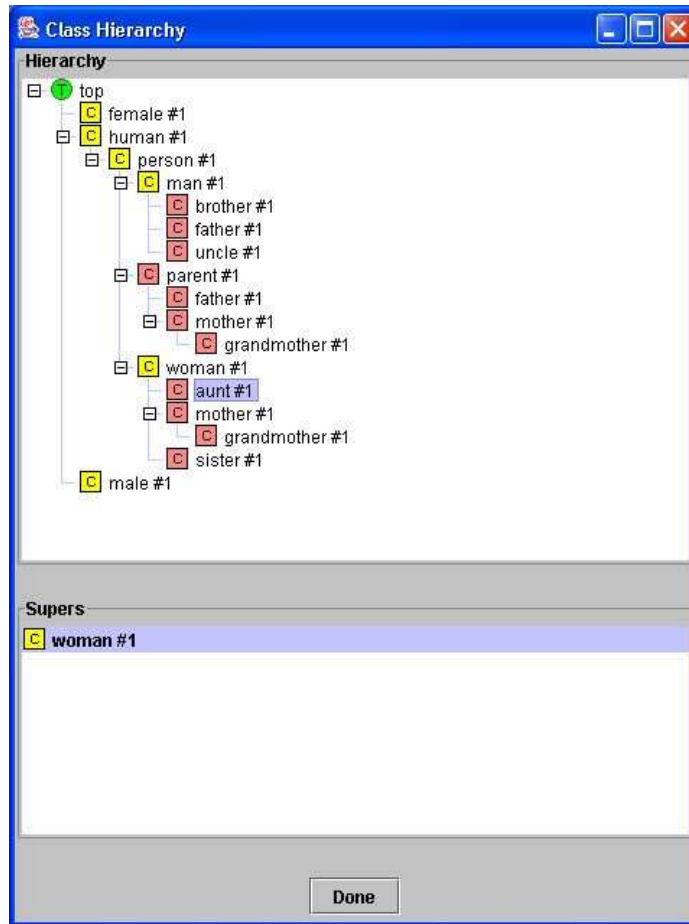 Class Hierarchy
Hierarchy
T top
C female #1
C human #1
C person #1
C man #1
C brother #1
C father #1
C uncle #1
C parent #1
C father #1
C mother #1
C grandmother #1
C woman #1
C aunt #1
C mother #1
C grandmother #1
C sister #1
C male #1
Supers
C woman #1
Done